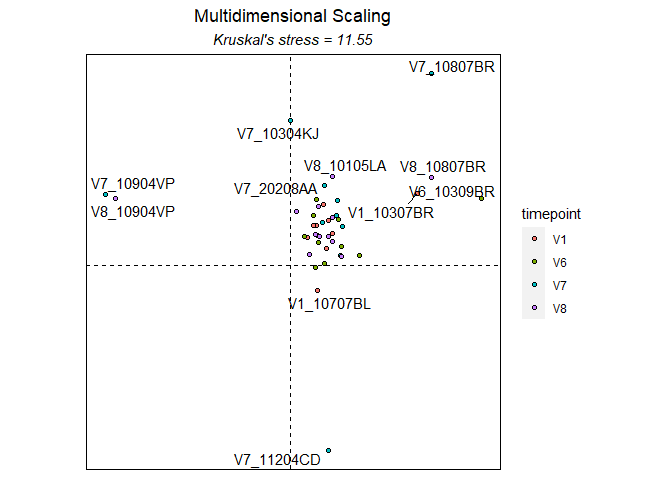 Multidimensional Scaling
Kruskal's stress = 11.55
V7_10807BR
V7_10304KJ
V8_10105LA
V8_10807BR
V7_10904VP
V7_20208AA
V6_10309BR
V8_10904VP
V1_10307BR
timepoint
V1
V6
V7
V8
V1_10707BL
V7_11204CD